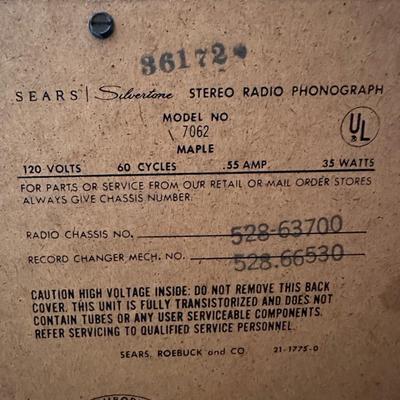 36172
SEARS | Silvertone STEREO RADIO PHONOGRAPH
MODEL NO
7062
MAPLE
UL
120 VOLTS 60 CYCLES .55 AMP. 35 WATTS
FOR PARTS OR SERVICE FROM OUR RETAIL OR MAIL ORDER STORES
ALWAYS GIVE CHASSIS NUMBER.
RADIO CHASSIS NO. 528-63700
RECORD CHANGER MECH. NO. 528.66530
CAUTION HIGH VOLTAGE INSIDE: DO NOT REMOVE THIS BACK
COVER. THIS UNIT IS FULLY TRANSISTORIZED AND DOES NOT
CONTAIN TUBES OR ANY USER SERVICEABLE COMPONENTS.
REFER SERVICING TO QUALIFIED SERVICE PERSONNEL.
SEARS, ROEBUCK and CO. 21-1775-0